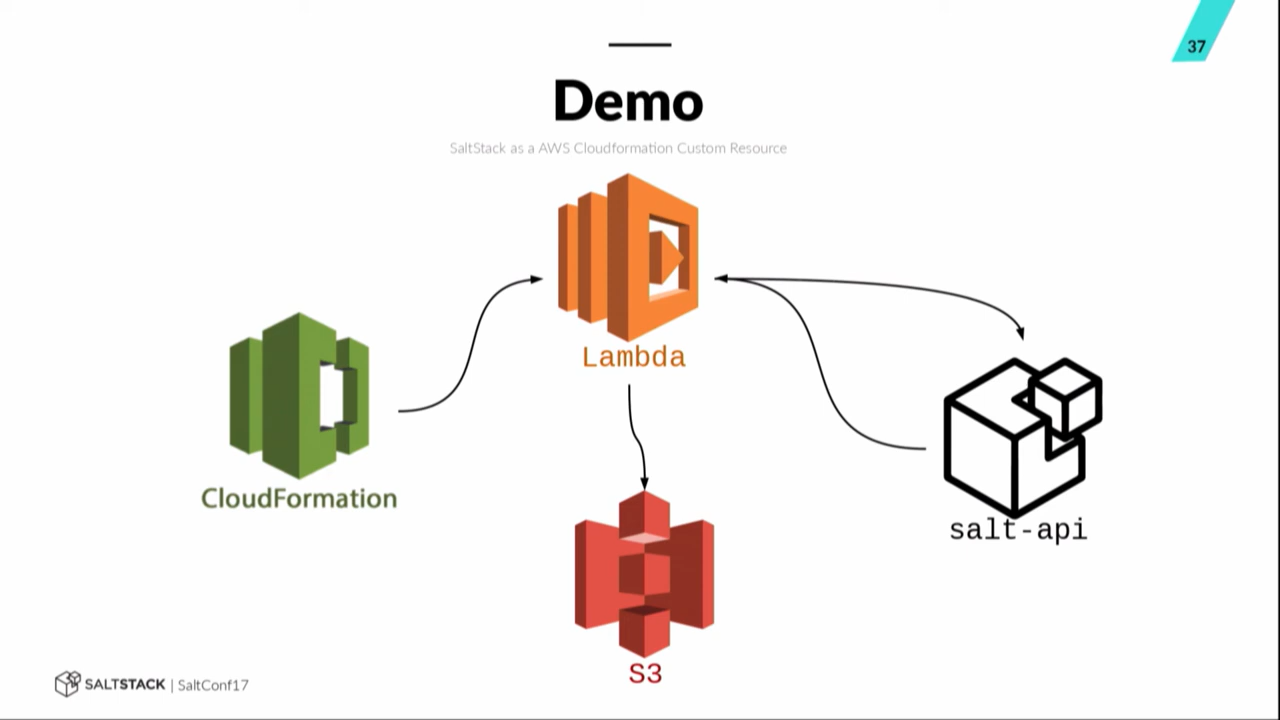 37
Demo
SaltStack as a AWS Cloudformation Custom Resource
Lambda
CloudFormation
salt-api
S3
SALTSTACK | SaltConf17